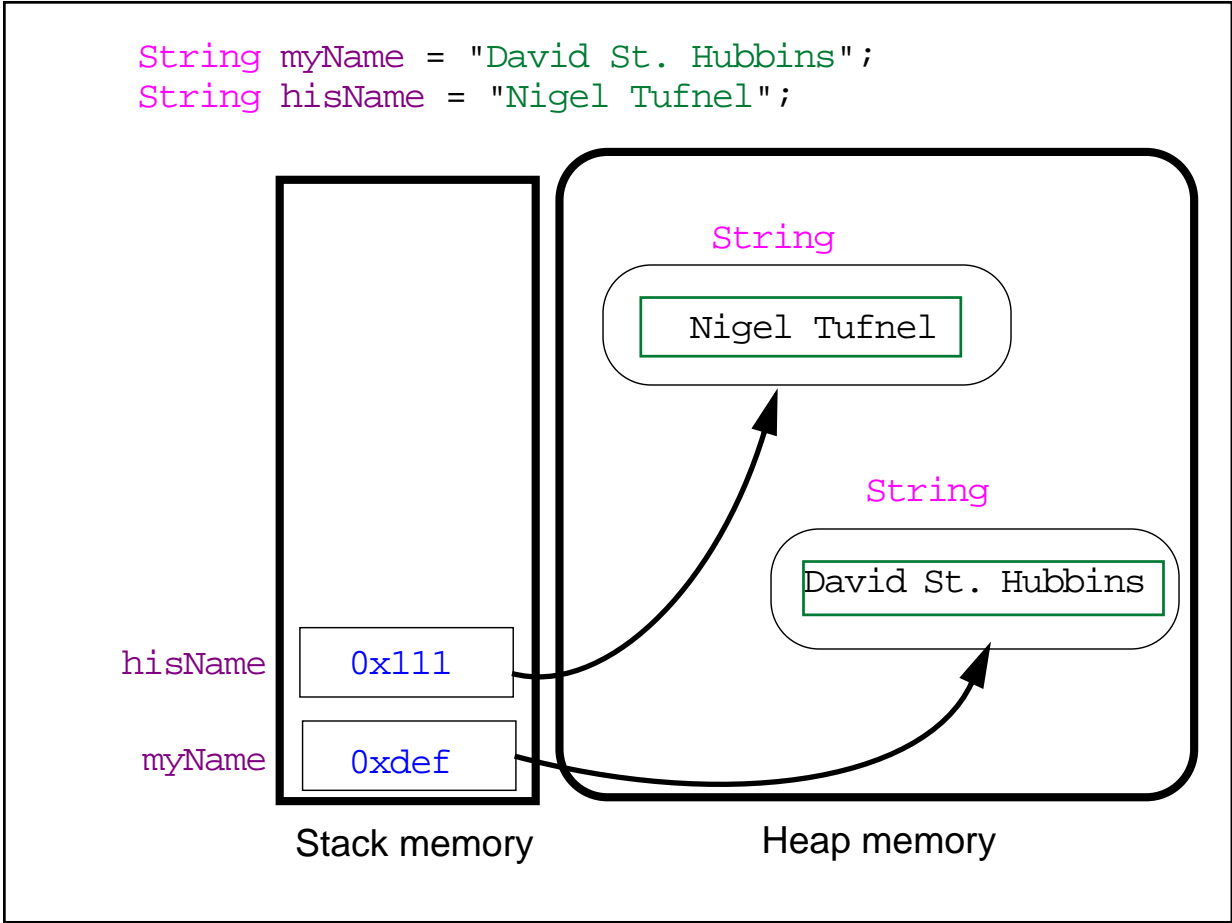 String myName = "David St. Hubbins";
String hisName = "Nigel Tufnel";
String
Nigel Tufnel
String
David St. Hubbins
hisName 0x111
myName 0xdef
Stack memory
Heap memory